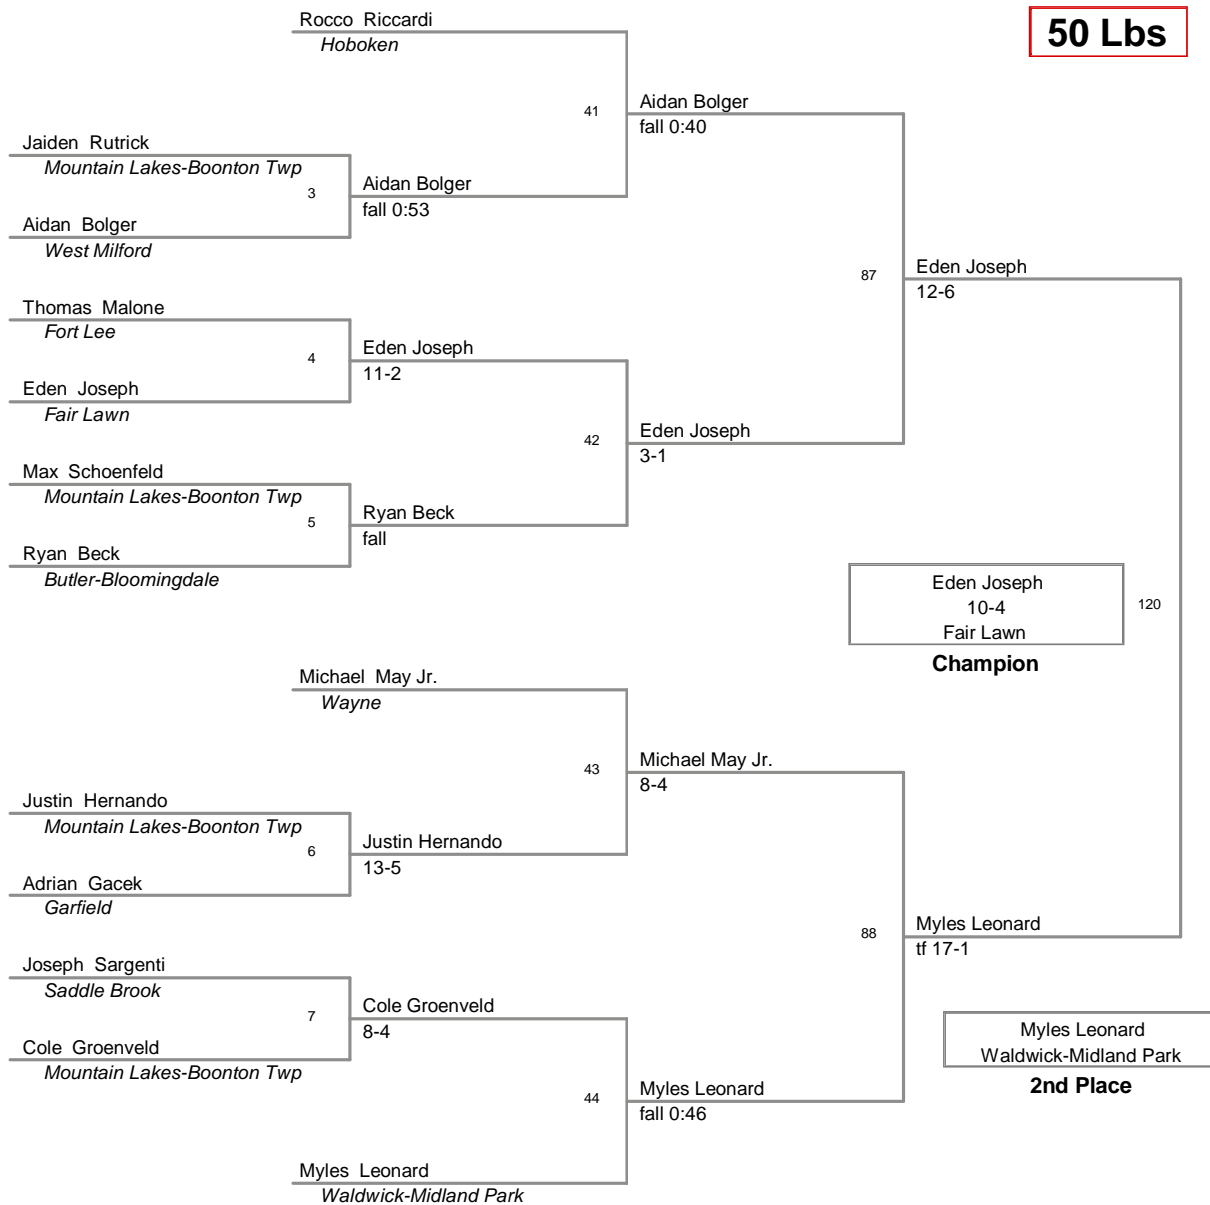 Rocco Riccardi
Hoboken
50 Lbs
41
Aidan Bolger
fall 0:40
Jaiden Rutrick
Mountain Lakes-Boonton Twp
3
Aidan Bolger
fall 0:53
Aidan Bolger
West Milford
87
Eden Joseph
12-6
Thomas Malone
Fort Lee
4
Eden Joseph
11-2
Eden Joseph
Fair Lawn
42
Eden Joseph
3-1
Max Schoenfeld
Mountain Lakes-Boonton Twp
5
Ryan Beck
fall
Ryan Beck
Butler-Bloomingdale
Eden Joseph
10-4
Fair Lawn
120
Champion
Michael May Jr.
Wayne
43
Michael May Jr.
8-4
Justin Hernando
Mountain Lakes-Boonton Twp
6
Justin Hernando
13-5
Adrian Gacek
Garfield
88
Myles Leonard
tf 17-1
Joseph Sargenti
Saddle Brook
7
Cole Groenveld
8-4
Cole Groenveld
Mountain Lakes-Boonton Twp
Myles Leonard
Waldwick-Midland Park
2nd Place
44
Myles Leonard
fall 0:46
Myles Leonard
Waldwick-Midland Park